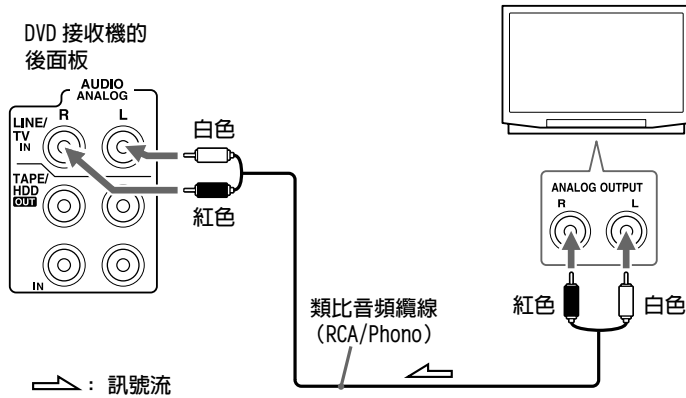 DVD 接收機的
後面板
AUDIO
ANALOG
R
L
LINE/
TV
IN
TAPE/
HDD
OUT
IN
白色
紅色
ANALOG OUTPUT
R
L
紅色
白色
類比音頻纜線
（RCA/Phono）
：訊號流